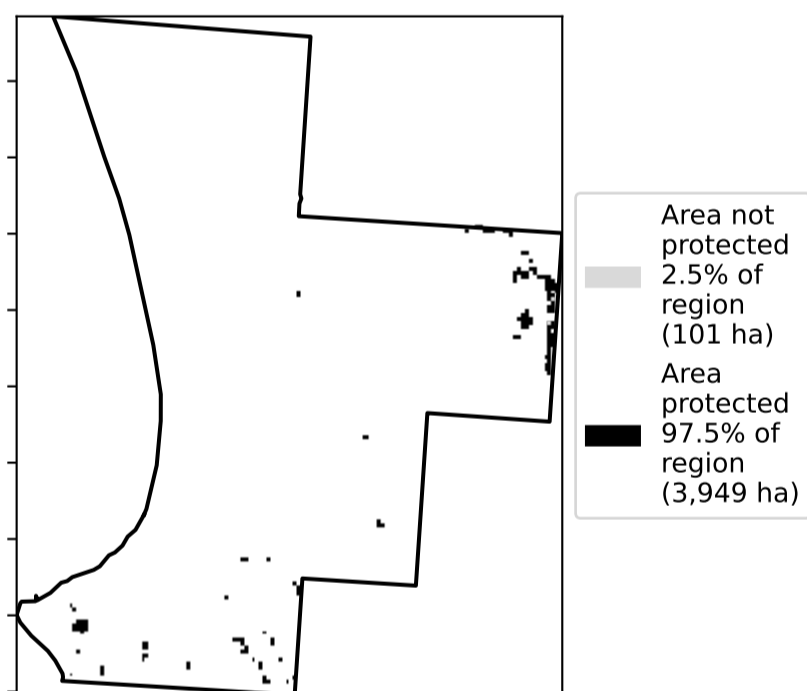 Area not
protected
2.5% of
region
(101 ha)
Area
protected
97.5% of
region
(3,949 ha)